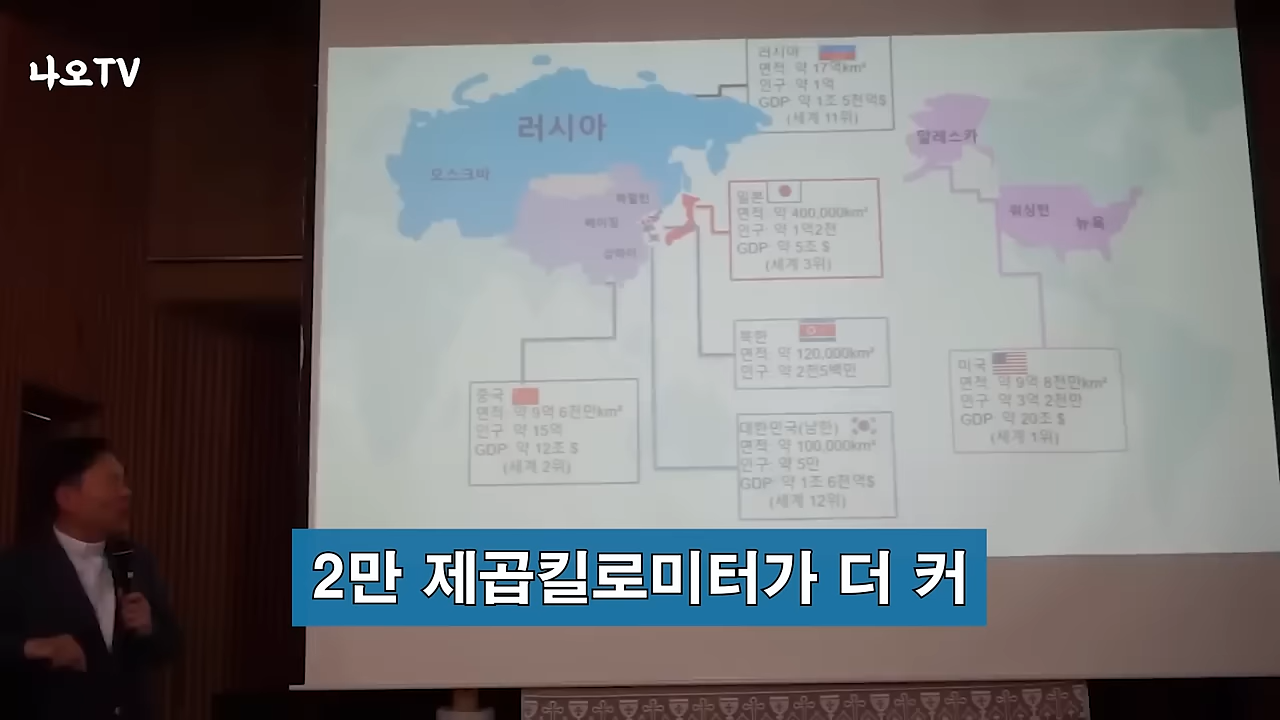 나오TV
러시아
면적: 약 17억km²
인구: 약 1억
GDP: 약 1조 5천억$
(세계 11위)
러시아
모스크바
알레스카
북일반
베이징
상하이
일본
면적: 약 400,000km²
인구: 약 1억2천
GDP: 약 5조 $
(세계 3위)
워싱턴
뉴욕
북한
면적: 약 120,000km²
인구: 약 2천5백만
미국
면적: 약 9억 8천만km²
인구: 약 3억 2천만
GDP: 약 20조 $
(세계 1위)
중국
면적: 약 9억 6천만km²
인구: 약 15억
GDP: 약 12조 $
(세계 2위)
대한민국(남한)
면적: 약 100,000km²
인구: 약 5만
GDP: 약 1조 6천억$
(세계 12위)
2만 제곱킬로미터가 더 커